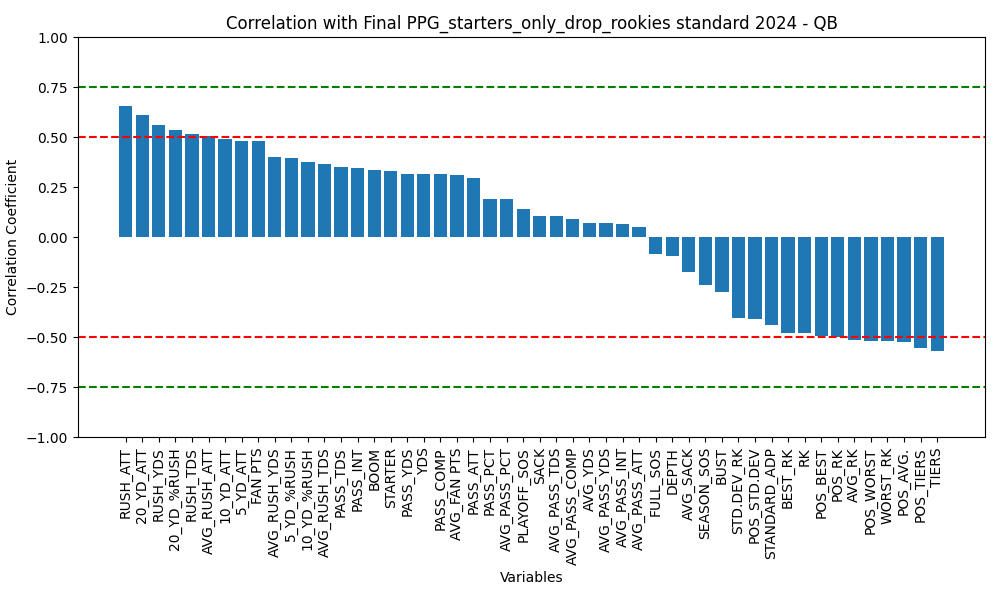 Correlation with Final PPG_starters_only_drop_rookies standard 2024 - QB
Correlation Coefficient
1.00
0.75
0.50
0.25
0.00
−0.25
−0.50
−0.75
−1.00
RUSH_ATT
20_YD_ATT
RUSH_YDS
20_YD_%RUSH
RUSH_TDS
AVG_RUSH_ATT
10_YD_ATT
5_YD_ATT
FAN PTS
AVG_RUSH_YDS
5_YD_%RUSH
10_YD_%RUSH
AVG_RUSH_TDS
PASS_TDS
PASS_INT
BOOM
STARTER
PASS_YDS
YDS
PASS_COMP
AVG_FAN PTS
PASS_ATT
PASS_PCT
AVG_PASS_PCT
PLAYOFF_SOS
SACK
AVG_PASS_TDS
AVG_PASS_COMP
AVG_YDS
AVG_PASS_YDS
AVG_PASS_INT
AVG_PASS_ATT
FULL_SOS
DEPTH
AVG_SACK
SEASON_SOS
BUST
STD.DEV_RK
POS_STD.DEV
STANDARD_ADP
BEST_RK
RK
POS_BEST
POS_RK
AVG_RK
POS_WORST
WORST_RK
POS_AVG.
POS_TIERS
TIERS
Variables